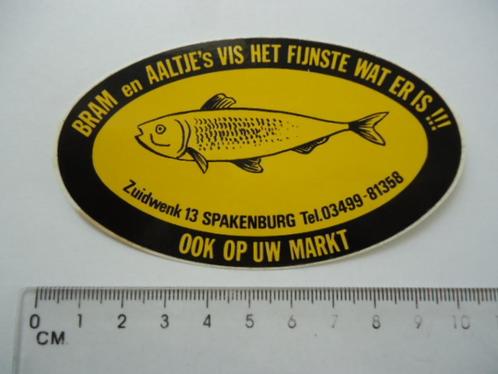 BRAM en AALTJE's VIS HET FIJNSTE WAT ER IS !!!
Zuidwenk 13 SPAKENBURG Tel. 03499-81358
OOK OP UW MARKT
0 1 2 3 4 5 6 7 8 9 10
CM